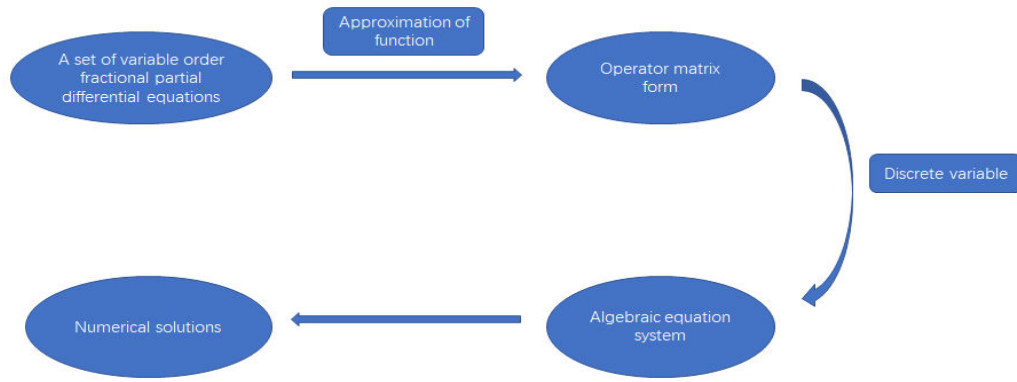 Approximation of
function
A set of variable order
fractional partial
differential equations
Operator matrix
form
Discrete variable
Numerical solutions
Algebraic equation
system